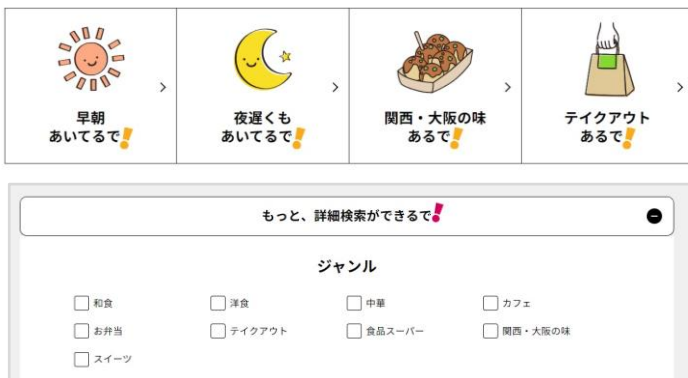 早朝
あいてるで!
夜遅くも
あいてるで!
関西・大阪の味
あるで!
テイクアウト
あるで!
もっと、詳細検索ができるで!
ジャンル
和食
洋食
中華
カフェ
お弁当
テイクアウト
食品スーパー
関西・大阪の味
スイーツ